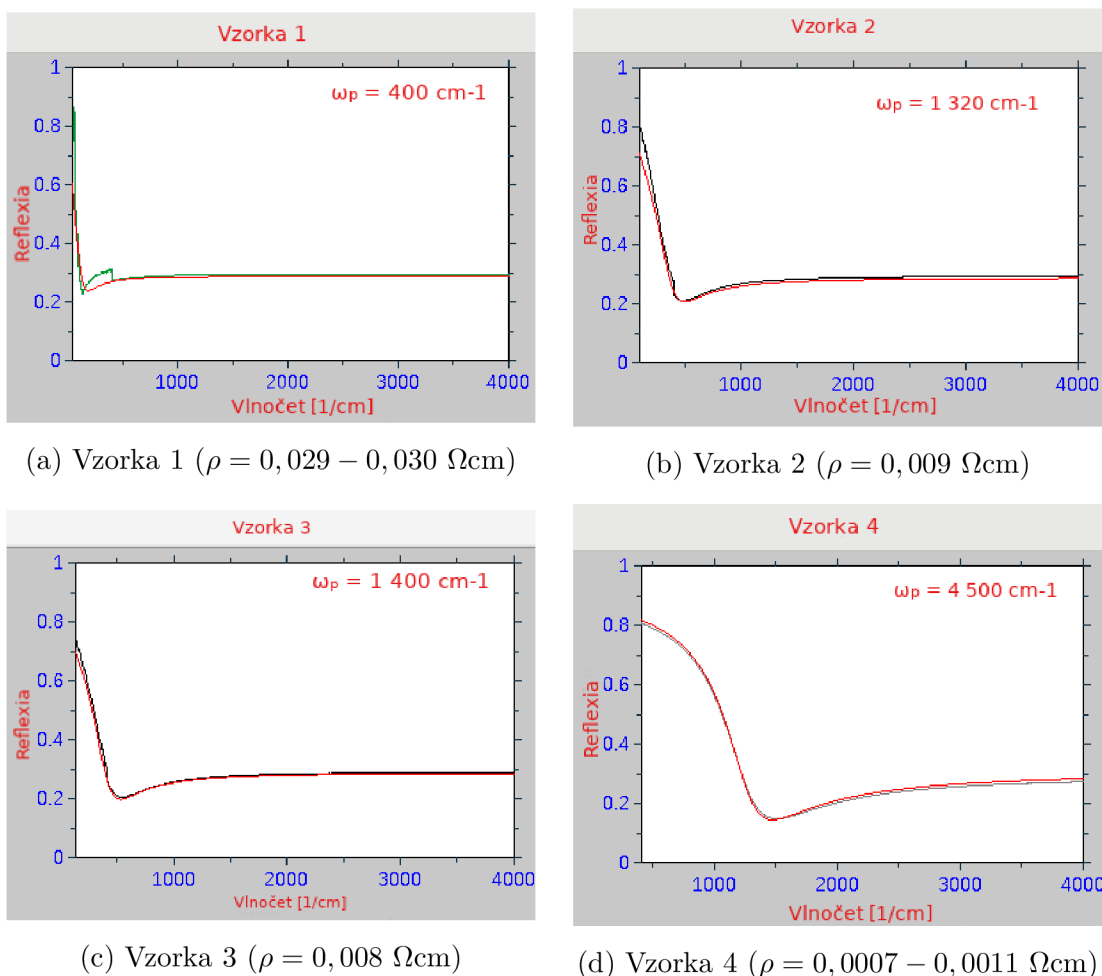 Vzorka 1
ωp = 400 cm-1
1
0.8
0.6
0.4
0.2
0
Reflexia
1000 2000 3000 4000
Vlnočet [1/cm]
(a) Vzorka 1 (ρ = 0, 029 − 0, 030 Ωcm)
Vzorka 2
ωp = 1 320 cm-1
1
0.8
0.6
0.4
0.2
0
Reflexia
1000 2000 3000 4000
Vlnočet [1/cm]
(b) Vzorka 2 (ρ = 0, 009 Ωcm)
Vzorka 3
ωp = 1 400 cm-1
1
0.8
0.6
0.4
0.2
0
Reflexia
1000 2000 3000 4000
Vlnočet [1/cm]
(c) Vzorka 3 (ρ = 0, 008 Ωcm)
Vzorka 4
ωp = 4 500 cm-1
1
0.8
0.6
0.4
0.2
0
Reflexia
1000 2000 3000 4000
Vlnočet [1/cm]
(d) Vzorka 4 (ρ = 0, 0007 − 0, 0011 Ωcm)